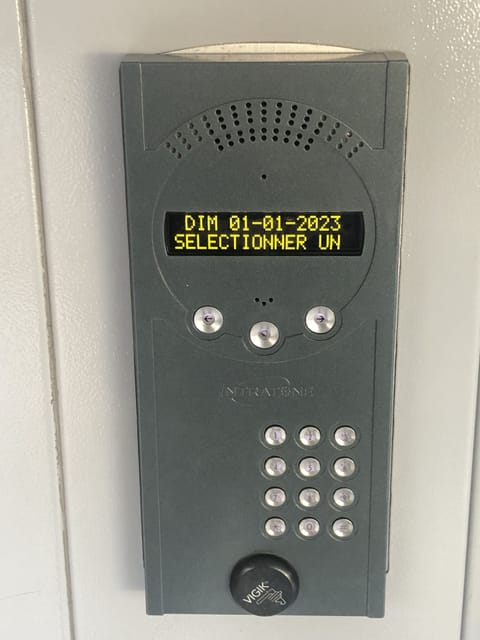 DIM 01-01-2023
SELECTIONNER UN
INTRATONE
VIGIK